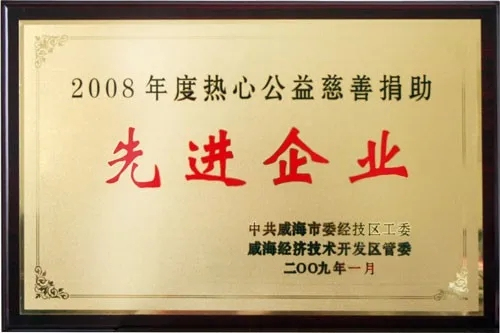 2008年度热心公益慈善捐助
先进企业
中共威海市委经技区工委
威海经济技术开发区管委
二〇〇九年一月